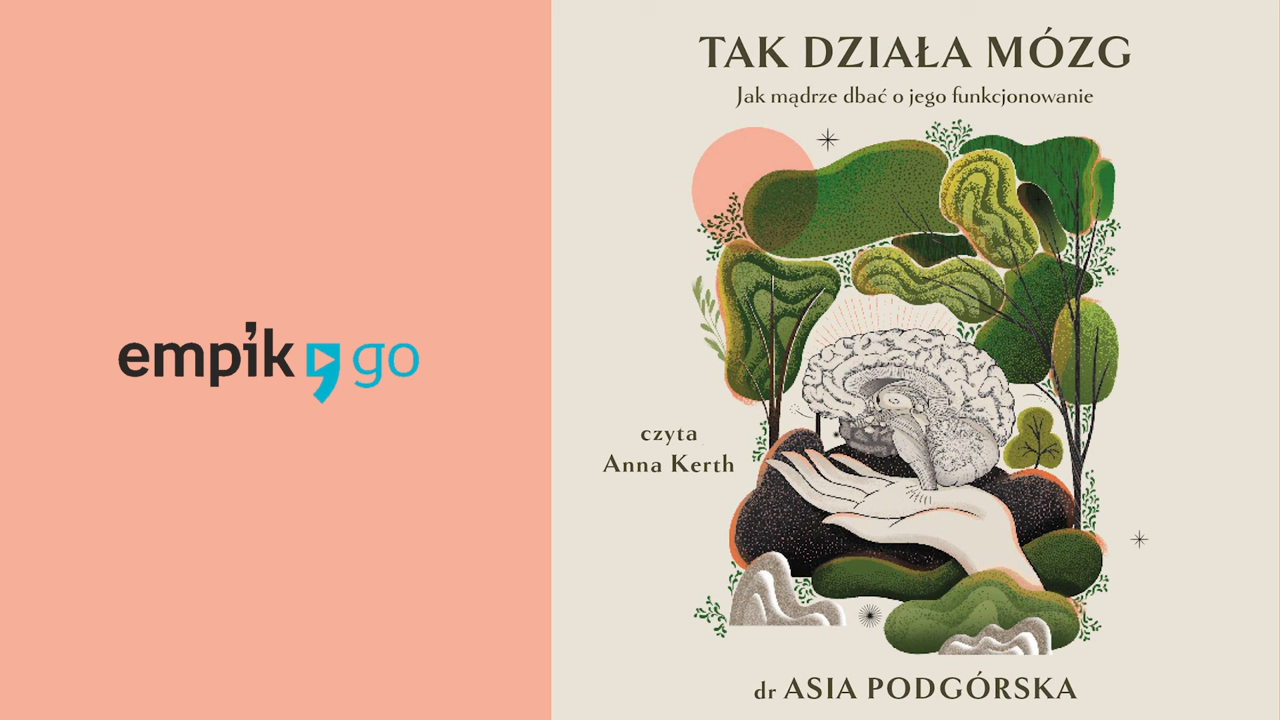 empik go
TAK DZIAŁA MÓZG
Jak mądrze dbać o jego funkcjonowanie
czyta
Anna Kerth
dr ASIA PODGÓRSKA